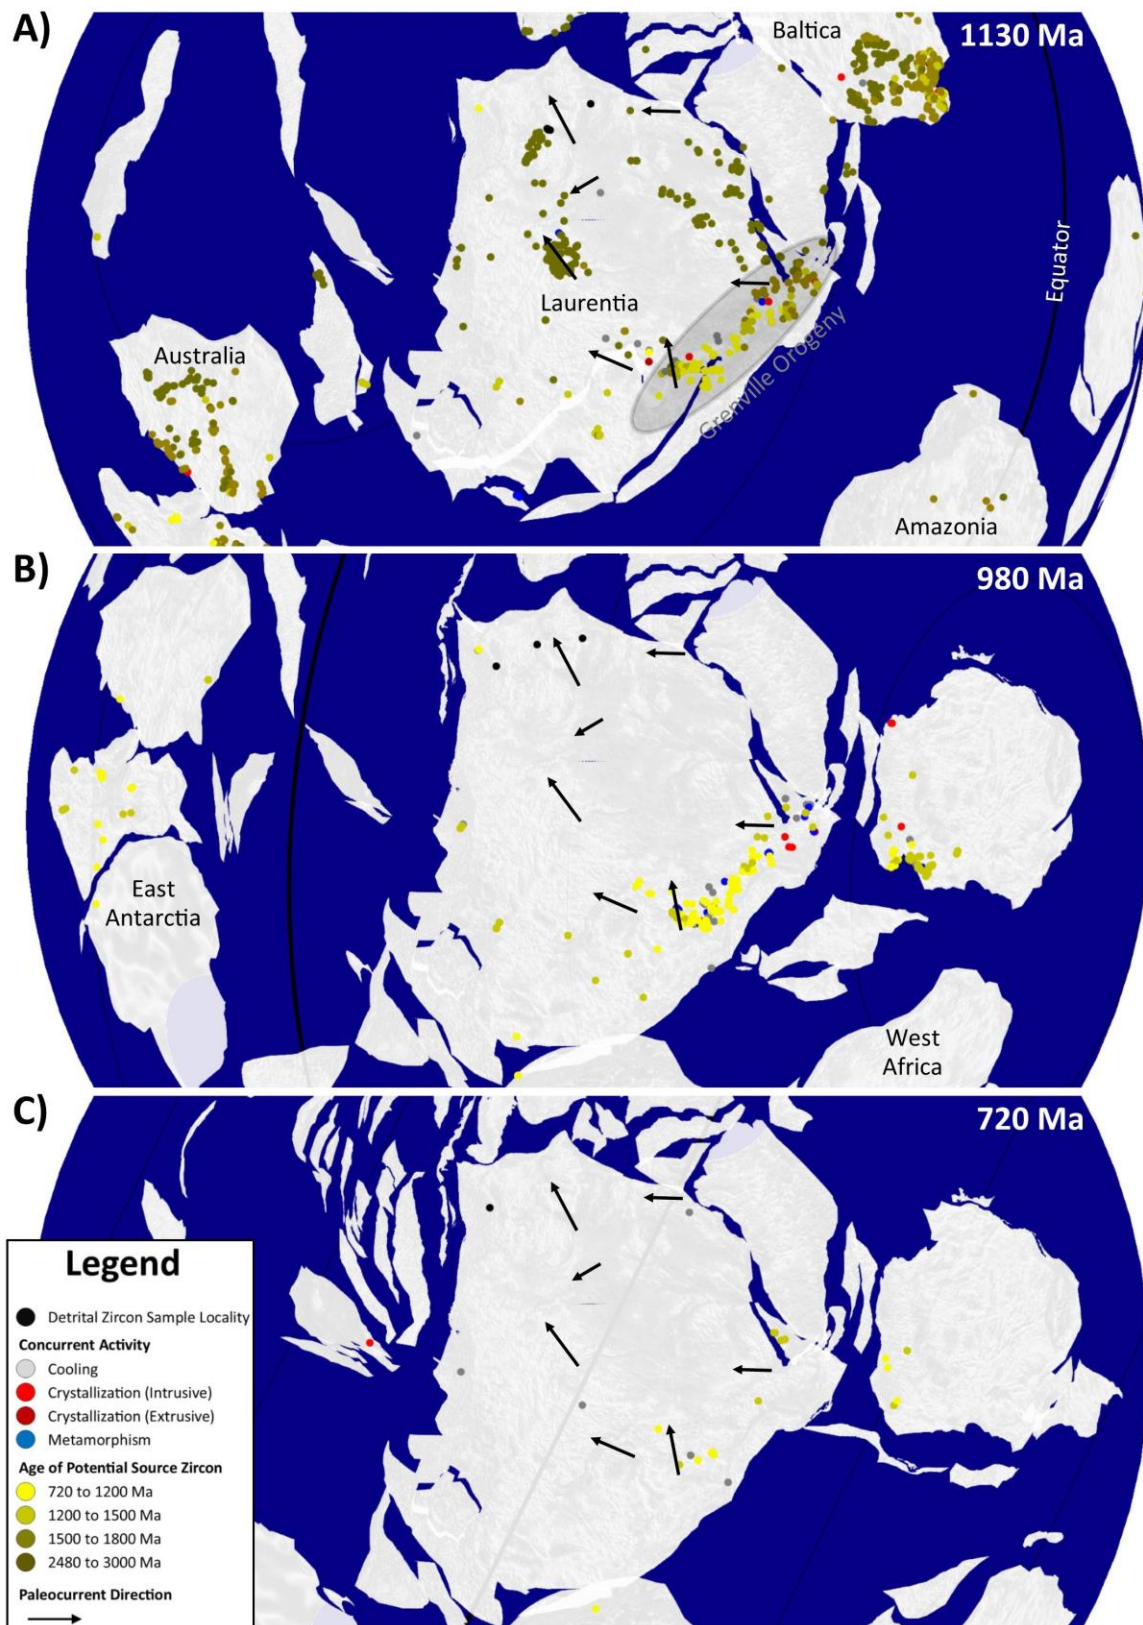 A)
1130 Ma
Baltica
Equator
Laurentia
Australia
Grenville Orogeny
Amazonia
B)
980 Ma
East
Antarctia
West
Africa
C)
720 Ma
Legend
Detrital Zircon Sample Locality
Concurrent Activity
Cooling
Crystallization (Intrusive)
Crystallization (Extrusive)
Metamorphism
Age of Potential Source Zircon
720 to 1200 Ma
1200 to 1500 Ma
1500 to 1800 Ma
2480 to 3000 Ma
Paleocurrent Direction